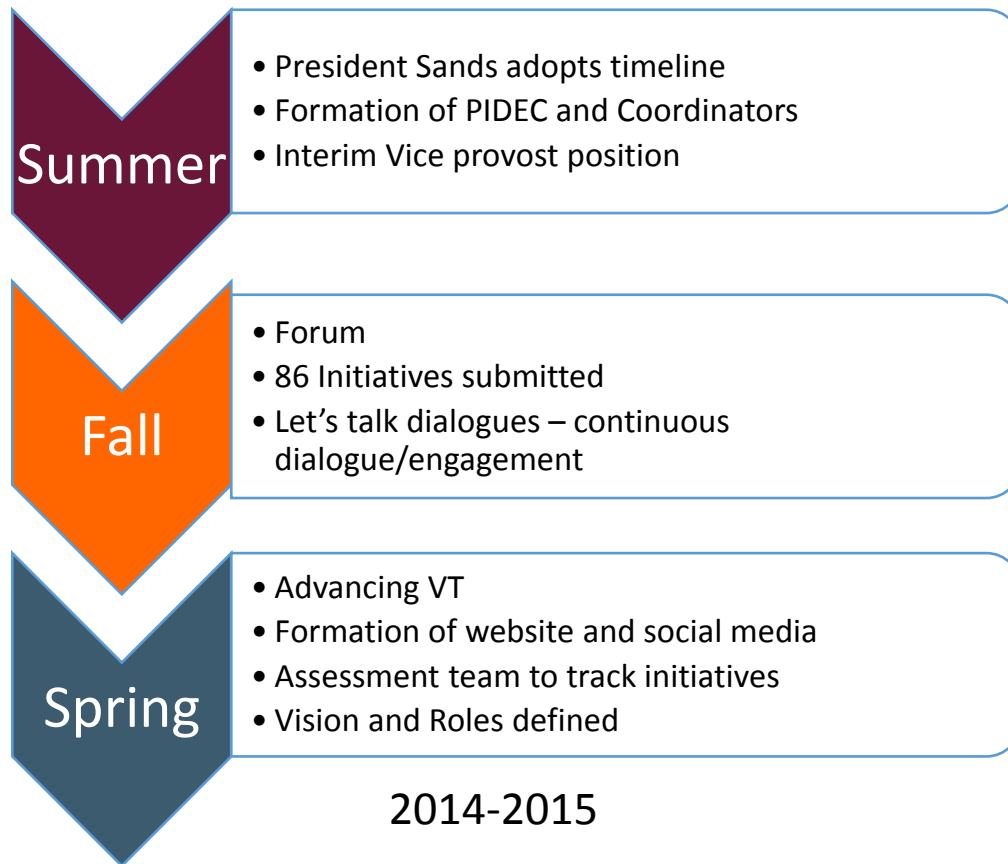 Summer
• President Sands adopts timeline
• Formation of PIDEC and Coordinators
• Interim Vice provost position
Fall
• Forum
• 86 Initiatives submitted
• Let’s talk dialogues – continuous
dialogue/engagement
Spring
• Advancing VT
• Formation of website and social media
• Assessment team to track initiatives
• Vision and Roles defined
2014-2015